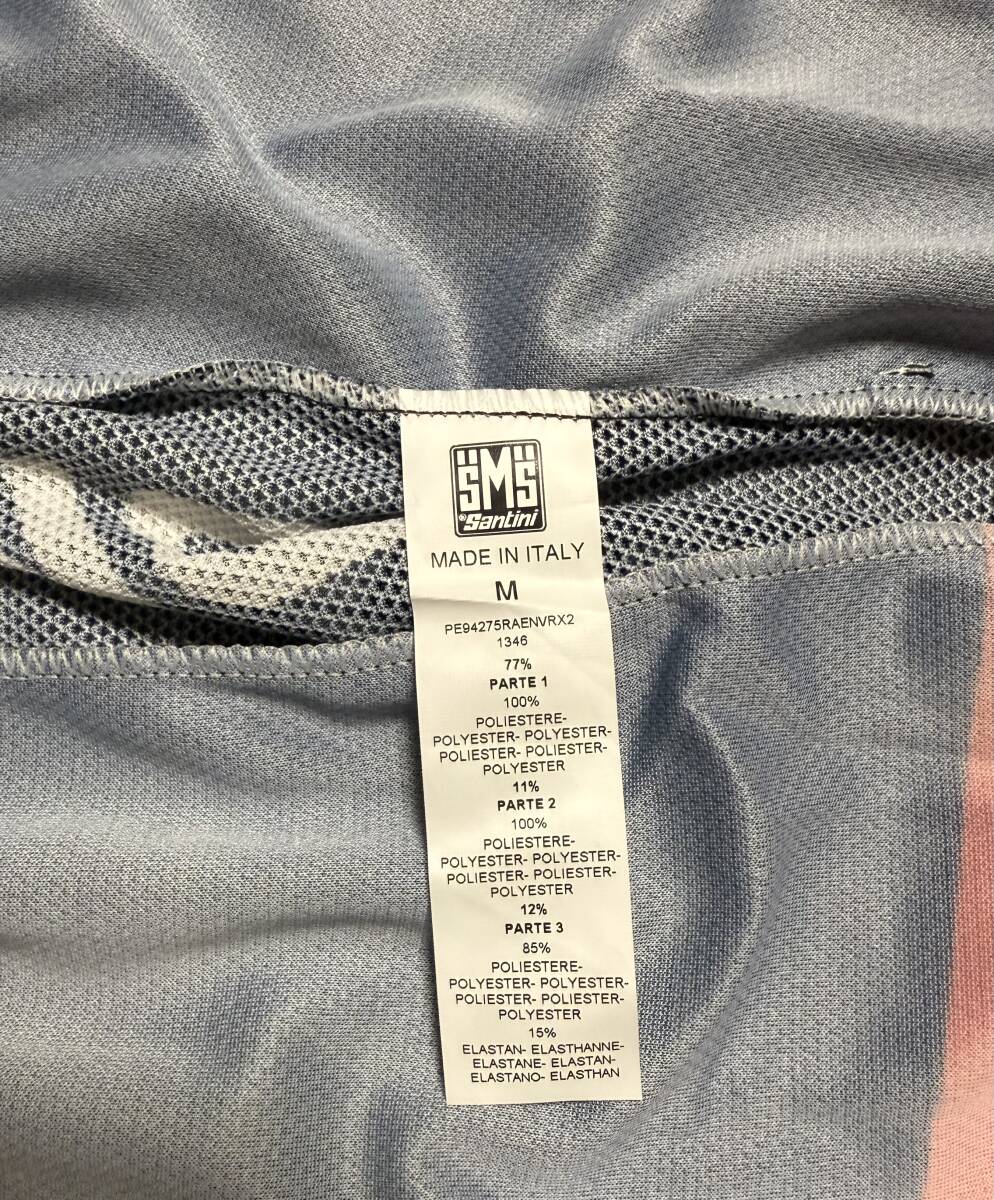 SMS
® Santini
MADE IN ITALY
M
PE94275RAENVRX2
1346
77%
PARTE 1
100%
POLIESTERE-
POLYESTER- POLYESTER-
POLIESTER- POLIESTER-
POLYESTER
11%
PARTE 2
100%
POLIESTERE-
POLYESTER- POLYESTER-
POLIESTER- POLIESTER-
POLYESTER
12%
PARTE 3
85%
POLIESTERE-
POLYESTER- POLYESTER-
POLIESTER- POLIESTER-
POLYESTER
15%
ELASTAN- ELASTHANNE-
ELASTANE- ELASTAN-
ELASTANO- ELASTHAN